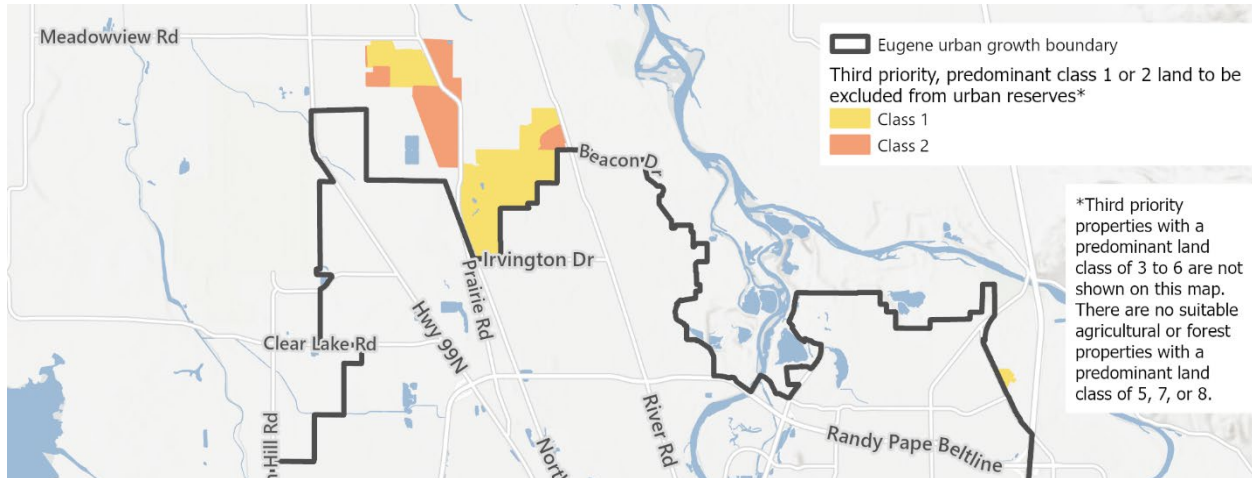 Meadowview Rd
Beacon Dr
Irvington Dr
Prairie Rd
Hwy 99N
Clear Lake Rd
Hill Rd
River Rd
Randy Pape Beltline
Eugene urban growth boundary
Third priority, predominant class 1 or 2 land to be
excluded from urban reserves*
Class 1
Class 2
*Third priority
properties with a
predominant land
class of 3 to 6 are not
shown on this map.
There are no suitable
agricultural or forest
properties with a
predominant land
class of 5, 7, or 8.